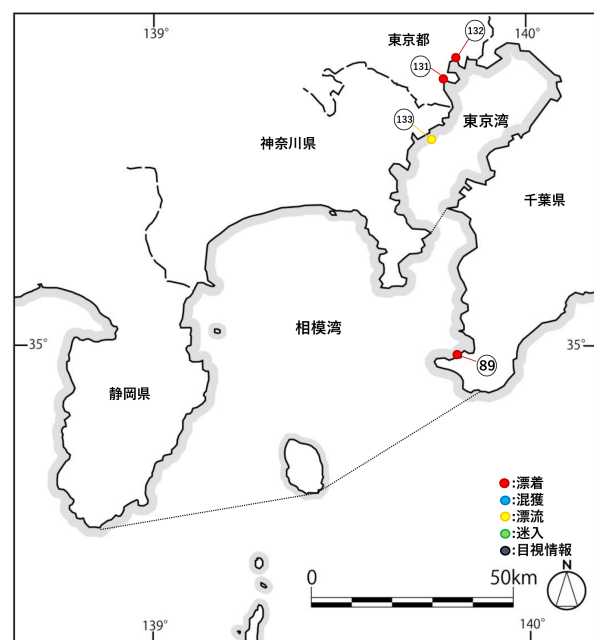 139°
140°
東京都
132
131
東京湾
133
神奈川県
千葉県
相模湾
35°
35°
89
静岡県
:漂着
:混獲
:漂流
:迷入
:目視情報
N
0
50km
139°
140°